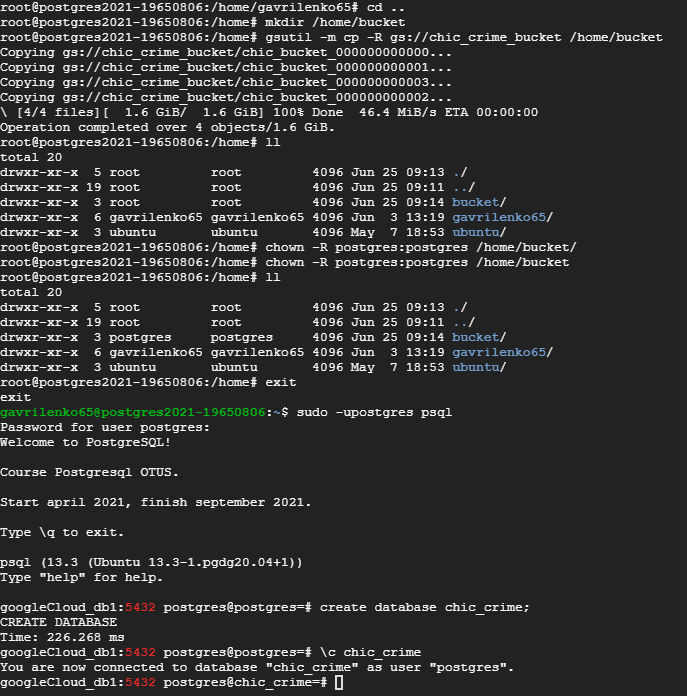 root@postgres2021-19650806:/home/gavrilenko65# cd ..
root@postgres2021-19650806:/home# mkdir /home/bucket
root@postgres2021-19650806:/home# gsutil -m cp -R gs://chic_crime_bucket /home/bucket
Copying gs://chic_crime_bucket/chic_bucket_000000000000...
Copying gs://chic_crime_bucket/chic_bucket_000000000001...
Copying gs://chic_crime_bucket/chic_bucket_000000000003...
Copying gs://chic_crime_bucket/chic_bucket_000000000002...
\ [4/4 files][  1.6 GiB/  1.6 GiB] 100% Done  46.4 MiB/s ETA 00:00:00
Operation completed over 4 objects/1.6 GiB.
root@postgres2021-19650806:/home# ll
total 20
drwxr-xr-x  5 root         root         4096 Jun 25 09:13 ./
drwxr-xr-x 19 root         root         4096 Jun 25 09:11 ../
drwxr-xr-x  3 root         root         4096 Jun 25 09:14 bucket/
drwxr-xr-x  6 gavrilenko65 gavrilenko65 4096 Jun  3 13:19 gavrilenko65/
drwxr-xr-x  3 ubuntu       ubuntu       4096 May  7 18:53 ubuntu/
root@postgres2021-19650806:/home# chown -R postgres:postgres /home/bucket/
root@postgres2021-19650806:/home# chown -R postgres:postgres /home/bucket
root@postgres2021-19650806:/home# ll
total 20
drwxr-xr-x  5 root         root         4096 Jun 25 09:13 ./
drwxr-xr-x 19 root         root         4096 Jun 25 09:11 ../
drwxr-xr-x  3 postgres     postgres     4096 Jun 25 09:14 bucket/
drwxr-xr-x  6 gavrilenko65 gavrilenko65 4096 Jun  3 13:19 gavrilenko65/
drwxr-xr-x  3 ubuntu       ubuntu       4096 May  7 18:53 ubuntu/
root@postgres2021-19650806:/home# exit
exit
gavrilenko65@postgres2021-19650806:~$ sudo -upostgres psql
Password for user postgres:
Welcome to PostgreSQL!
Course Postgresql OTUS.
Start april 2021, finish september 2021.
Type \q to exit.
psql (13.3 (Ubuntu 13.3-1.pgdg20.04+1))
Type "help" for help.
googleCloud_db1:5432 postgres@postgres=# create database chic_crime;
CREATE DATABASE
Time: 226.268 ms
googleCloud_db1:5432 postgres@postgres=# \c chic_crime
You are now connected to database "chic_crime" as user "postgres".
googleCloud_db1:5432 postgres@chic_crime=#